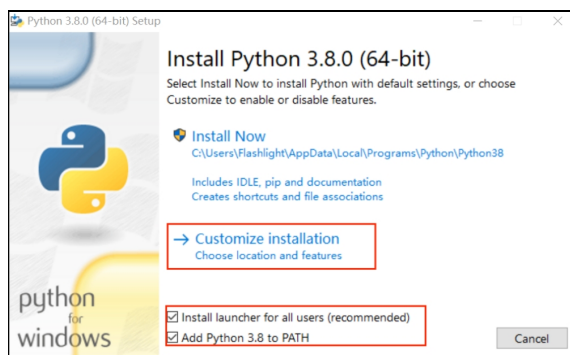 Python 3.8.0 (64-bit) Setup
Install Python 3.8.0 (64-bit)
Select Install Now to install Python with default settings, or choose
Customize to enable or disable features.
Install Now
C:\Users\Flashlight\AppData\Local\Programs\Python\Python38
Includes IDLE, pip and documentation
Creates shortcuts and file associations
→ Customize installation
Choose location and features
python
for
windows
Install launcher for all users (recommended)
Add Python 3.8 to PATH
Cancel